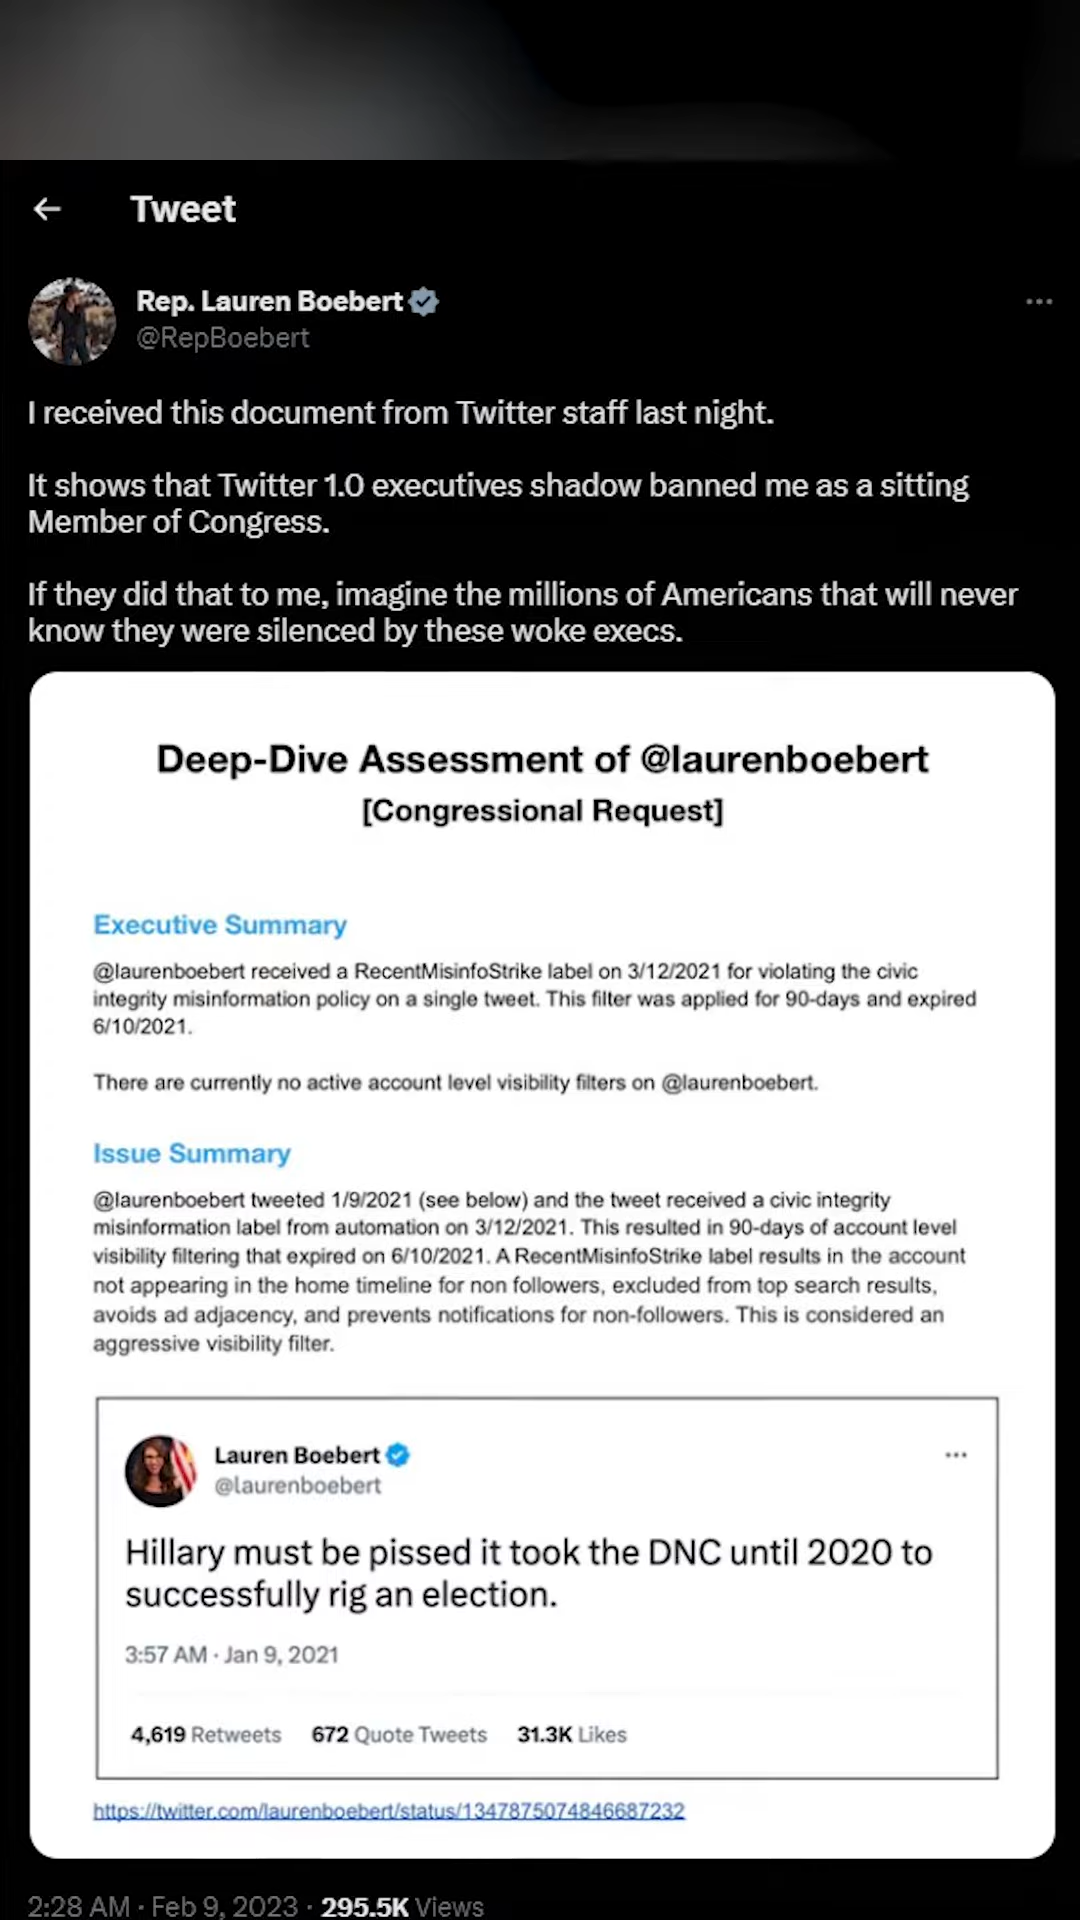 Tweet
Rep. Lauren Boebert
@RepBoebert
I received this document from Twitter staff last night.
It shows that Twitter 1.0 executives shadow banned me as a sitting
Member of Congress.
If they did that to me, imagine the millions of Americans that will never
know they were silenced by these woke execs.
Deep-Dive Assessment of @laurenboebert
[Congressional Request]
Executive Summary
@laurenboebert received a RecentMisinfoStrike label on 3/12/2021 for violating the civic
integrity misinformation policy on a single tweet. This filter was applied for 90-days and expired
6/10/2021.
There are currently no active account level visibility filters on @laurenboebert.
Issue Summary
@laurenboebert tweeted 1/9/2021 (see below) and the tweet received a civic integrity
misinformation label from automation on 3/12/2021. This resulted in 90-days of account level
visibility filtering that expired on 6/10/2021. A RecentMisinfoStrike label results in the account
not appearing in the home timeline for non followers, excluded from top search results,
avoids ad adjacency, and prevents notifications for non-followers. This is considered an
aggressive visibility filter.
Lauren Boebert
@laurenboebert
Hillary must be pissed it took the DNC until 2020 to
successfully rig an election.
3:57 AM · Jan 9, 2021
4,619 Retweets 672 Quote Tweets 31.3K Likes
https://twitter.com/laurenboebert/status/1347875074846687232
2:28 AM · Feb 9, 2023 · 295.5K Views